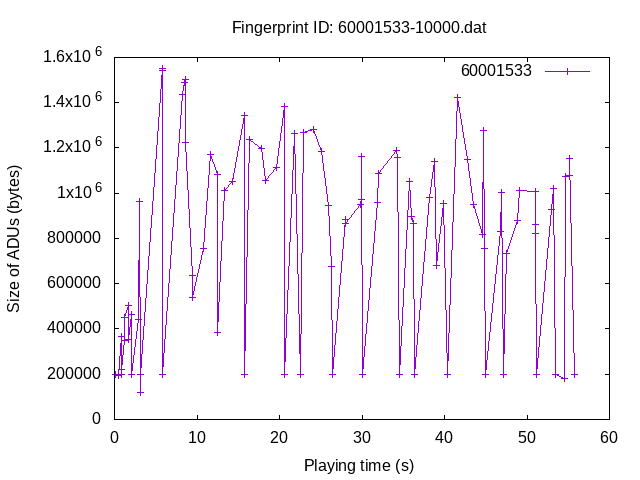 Fingerprint ID: 60001533-10000.dat
60001533
Size of ADUs (bytes)
1.6x10^6
1.4x10^6
1.2x10^6
1x10^6
800000
600000
400000
200000
0
0 10 20 30 40 50 60
Playing time (s)